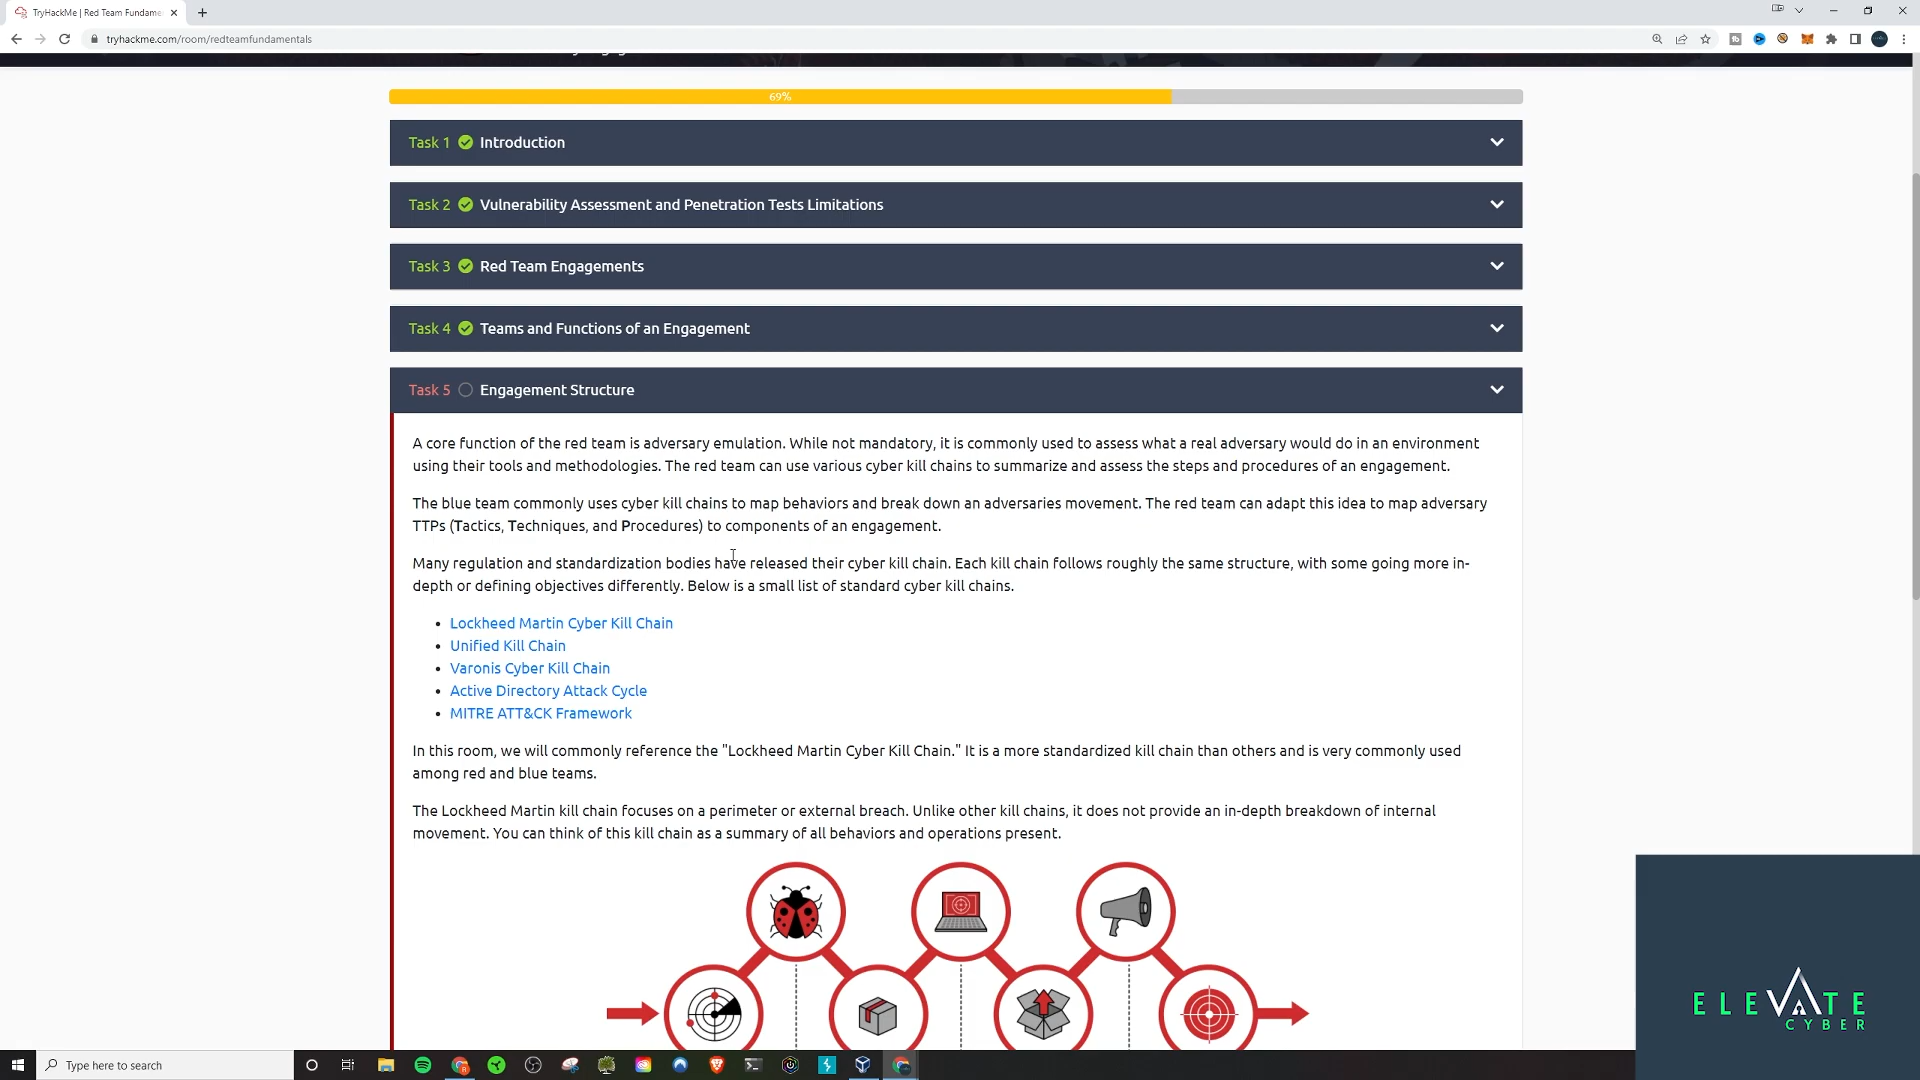 TryHackMe | Red Team Fundame
tryhackme.com/room/redteamfundamentals
69%
Task 1 Introduction
Task 2 Vulnerability Assessment and Penetration Tests Limitations
Task 3 Red Team Engagements
Task 4 Teams and Functions of an Engagement
Task 5 Engagement Structure
A core function of the red team is adversary emulation. While not mandatory, it is commonly used to assess what a real adversary would do in an environment
using their tools and methodologies. The red team can use various cyber kill chains to summarize and assess the steps and procedures of an engagement.
The blue team commonly uses cyber kill chains to map behaviors and break down an adversaries movement. The red team can adapt this idea to map adversary
TTPs (Tactics, Techniques, and Procedures) to components of an engagement.
Many regulation and standardization bodies have released their cyber kill chain. Each kill chain follows roughly the same structure, with some going more in-
depth or defining objectives differently. Below is a small list of standard cyber kill chains.
• Lockheed Martin Cyber Kill Chain
• Unified Kill Chain
• Varonis Cyber Kill Chain
• Active Directory Attack Cycle
• MITRE ATT&CK Framework
In this room, we will commonly reference the "Lockheed Martin Cyber Kill Chain." It is a more standardized kill chain than others and is very commonly used
among red and blue teams.
The Lockheed Martin kill chain focuses on a perimeter or external breach. Unlike other kill chains, it does not provide an in-depth breakdown of internal
movement. You can think of this kill chain as a summary of all behaviors and operations present.
ELEVATE
CYBER
Type here to search